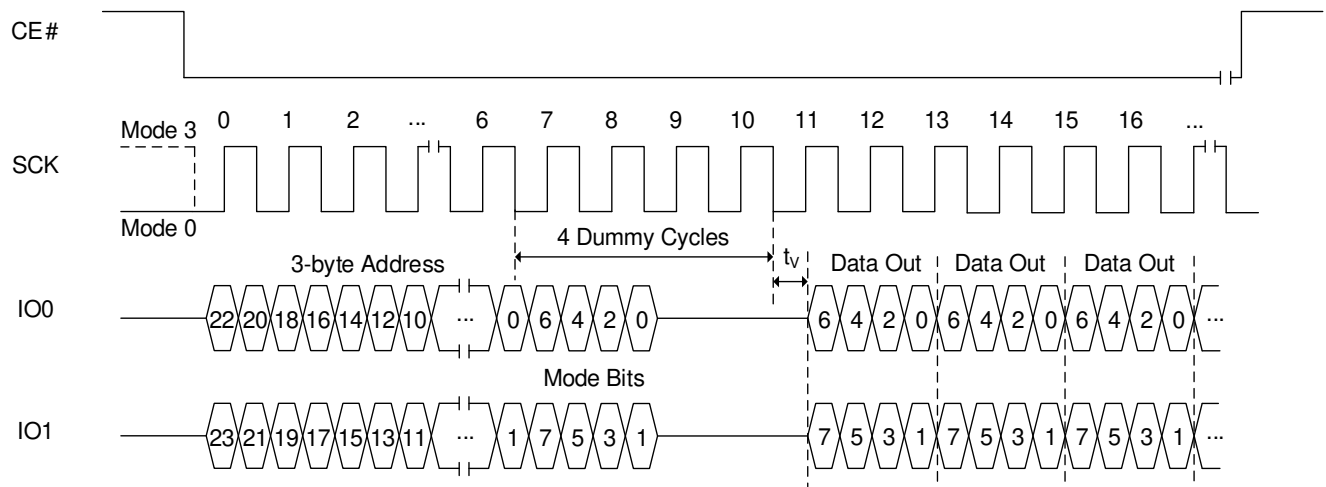 CE#
0 1 2 ... 6 7 8 9 10 11 12 13 14 15 16 ...
Mode 3
SCK
Mode 0
4 Dummy Cycles
tV
3-byte Address
Data Out Data Out Data Out
IO0
22 20 18 16 14 12 10 ... 0 6 4 2 0 6 4 2 0 6 4 2 0 6 4 2 0 ...
Mode Bits
IO1
23 21 19 17 15 13 11 ... 1 7 5 3 1 7 5 3 1 7 5 3 1 7 5 3 1 ...